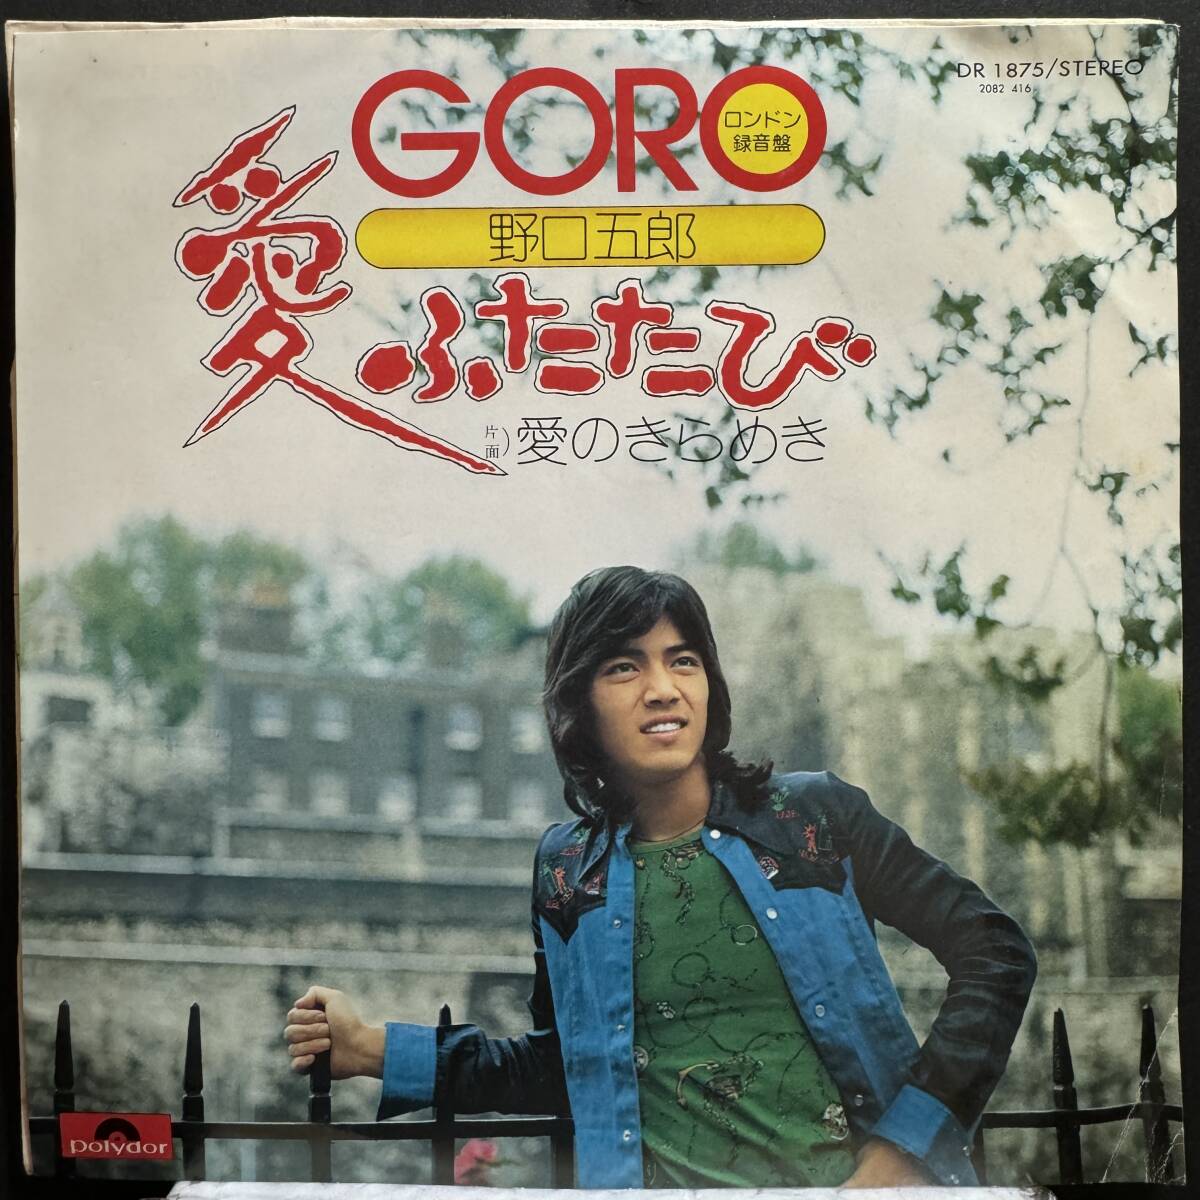 DR 1875/STEREO
2082 416
GORO
ロンドン
録音盤
野口五郎
愛ふたたび
片面)愛のきらめき
polydor